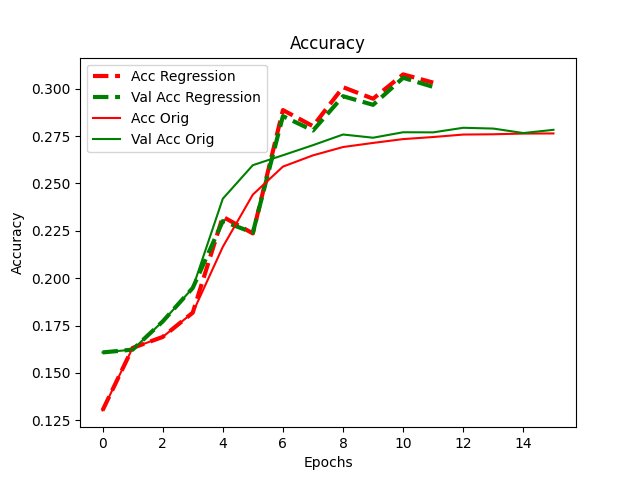 Accuracy
Acc Regression
Val Acc Regression
Acc Orig
Val Acc Orig
0.300
0.275
0.250
0.225
0.200
0.175
0.150
0.125
Accuracy
0 2 4 6 8 10 12 14
Epochs